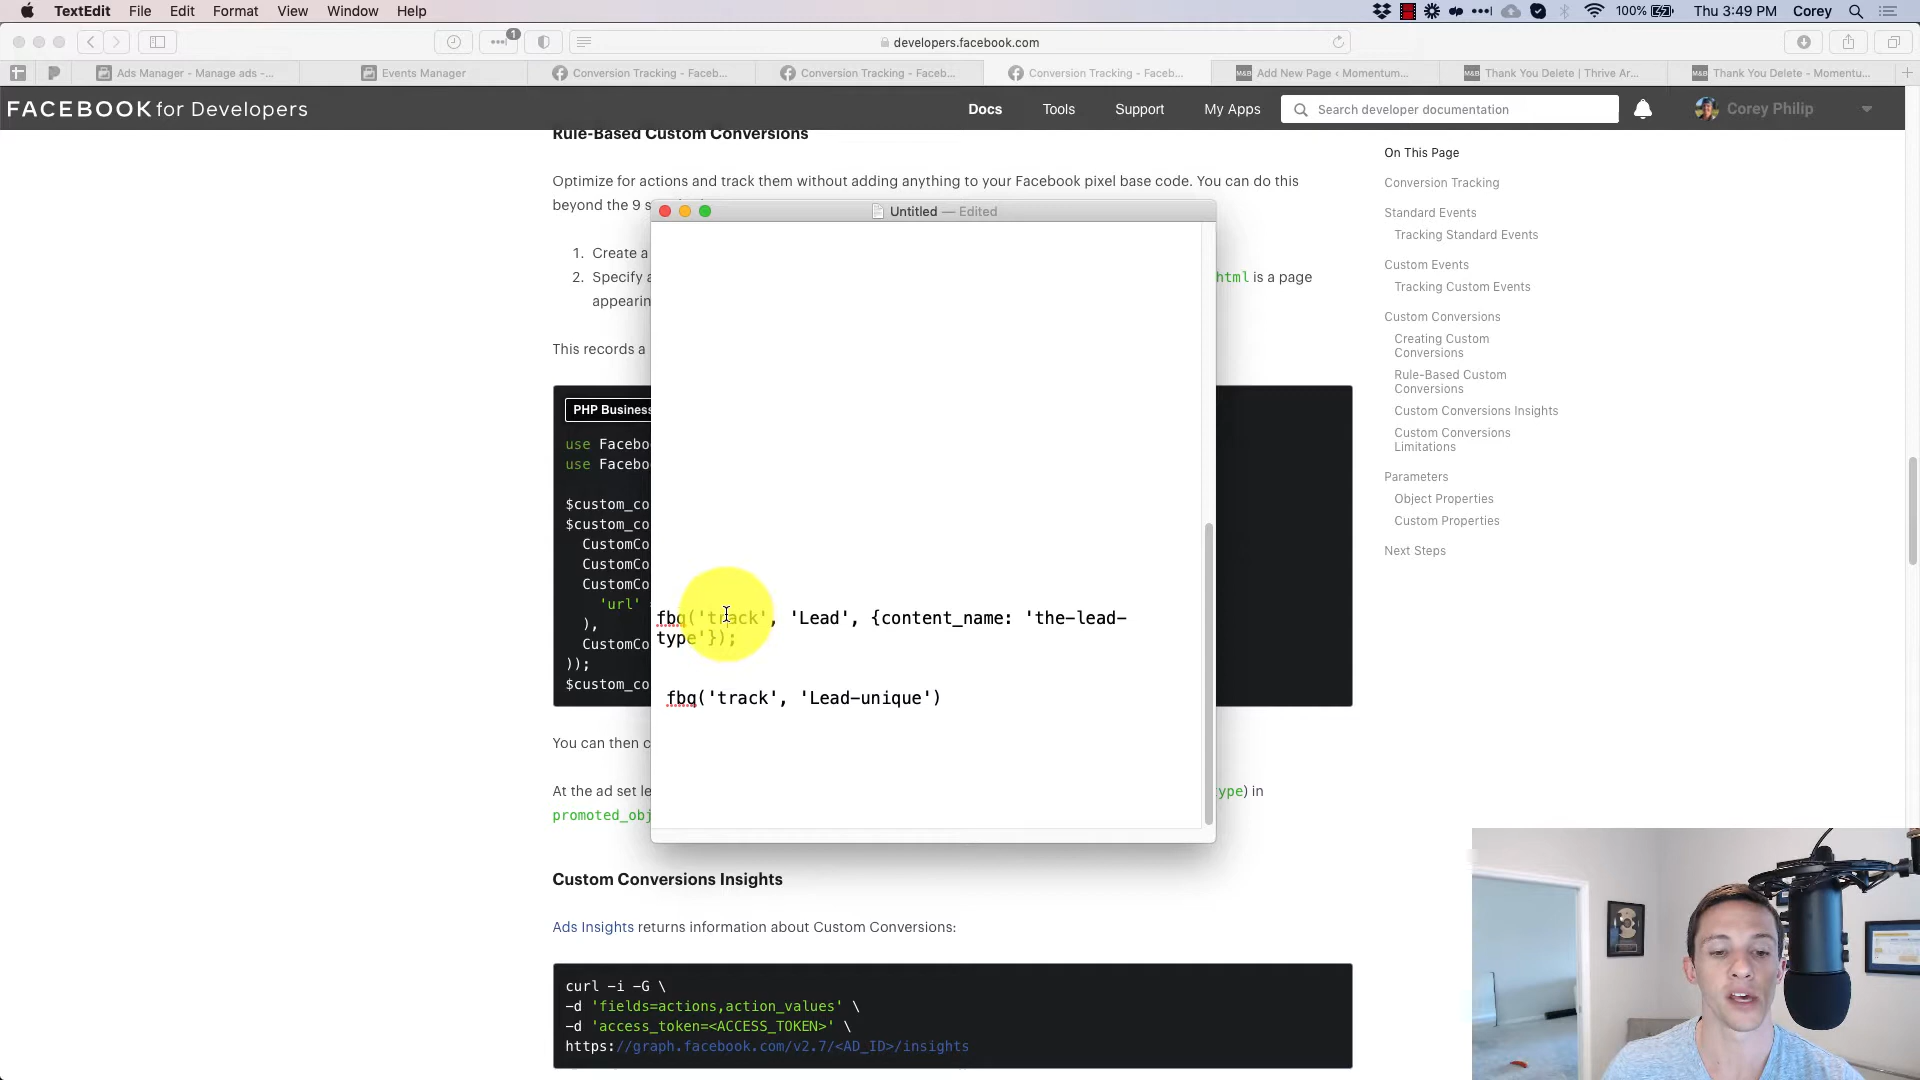 TextEdit File Edit Format View Window Help 100% Thu 3:49 PM Corey
1 developers.facebook.com
Ads Manager - Manage ads -... Events Manager Conversion Tracking - Faceb... Conversion Tracking - Faceb... Conversion Tracking - Faceb... Add New Page ‹ Momentum... Thank You Delete | Thrive Ar... Thank You Delete - Momentu...
FACEBOOK for Developers Docs Tools Support My Apps Search developer documentation Corey Philip
Rule-Based Custom Conversions
Optimize for actions and track them without adding anything to your Facebook pixel base code. You can do this
beyond the 9 s
1. Create a
2. Specify a html is a page
appearin
This records a
PHP Business
use Facebo
use Facebo
$custom_co
$custom_co
CustomCo
CustomCo
CustomCo
'url'
),
CustomCo
));
$custom_co
You can then c
At the ad set le ype) in
promoted_obj
Untitled — Edited
fbq('track', 'Lead', {content_name: 'the-lead-
type'});
fbq('track', 'Lead-unique')
Custom Conversions Insights
Ads Insights returns information about Custom Conversions:
curl -i -G \
-d 'fields=actions,action_values' \
-d 'access_token=<ACCESS_TOKEN>' \
https://graph.facebook.com/v2.7/<AD_ID>/insights
On This Page
Conversion Tracking
Standard Events
Tracking Standard Events
Custom Events
Tracking Custom Events
Custom Conversions
Creating Custom
Conversions
Rule-Based Custom
Conversions
Custom Conversions Insights
Custom Conversions
Limitations
Parameters
Object Properties
Custom Properties
Next Steps